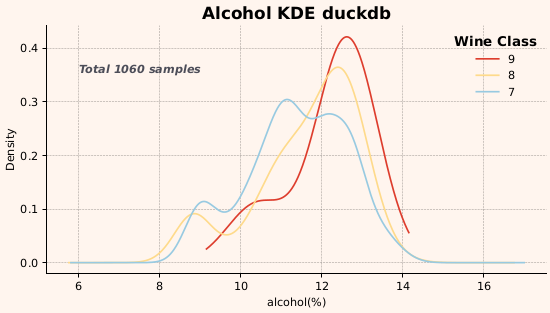 Alcohol KDE duckdb
Total 1060 samples
Wine Class
9
8
7
Density
0.4
0.3
0.2
0.1
0.0
6 8 10 12 14 16
alcohol(%)